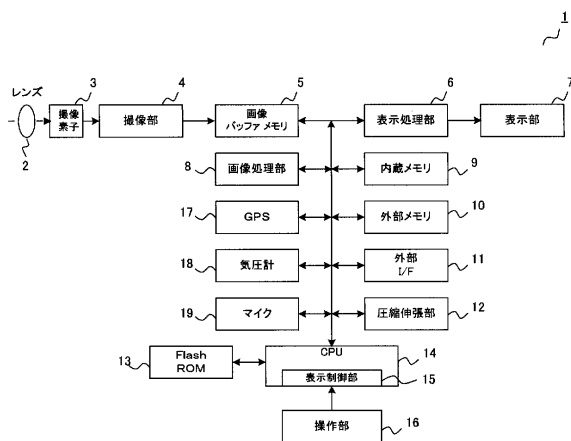 1
レンズ
2
3
撮像
素子
4
撮像部
5
画像
バッファ メモリ
6
表示処理部
7
表示部
8
画像処理部
内蔵メモリ
9
17
GPS
外部メモリ
10
18
気圧計
外部
I/F
11
19
マイク
圧縮伸張部
12
13
Flash
ROM
CPU
14
表示制御部
15
操作部
16